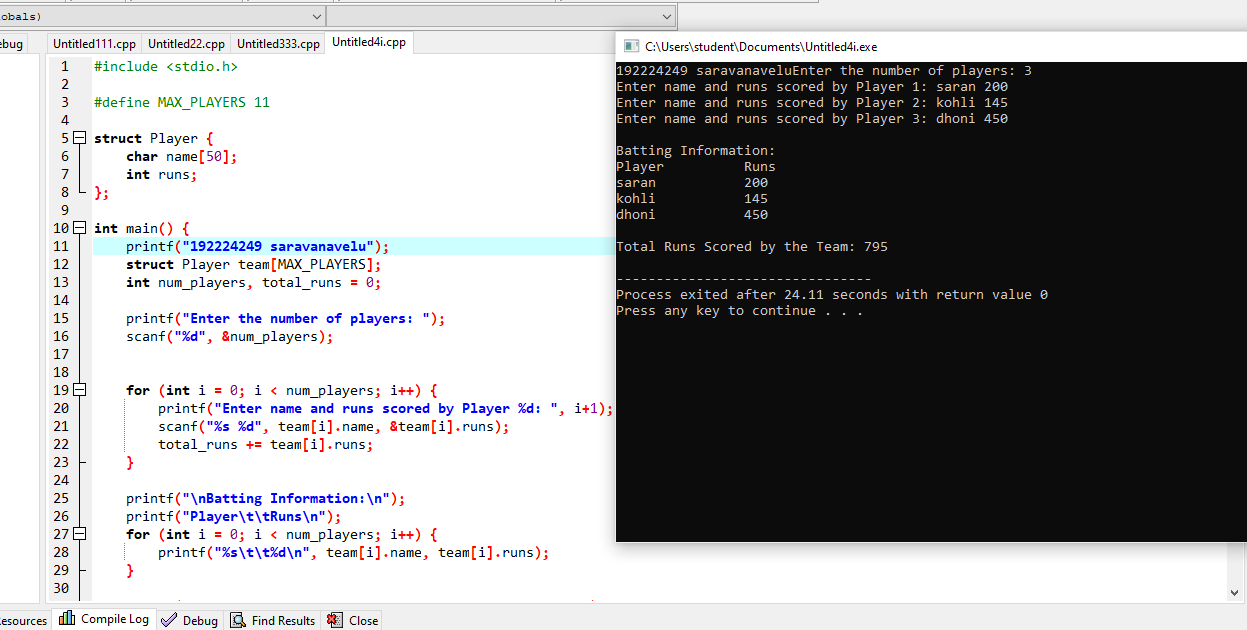 obals)
ebug
Untitled111.cpp Untitled22.cpp Untitled333.cpp Untitled4i.cpp
1 #include <stdio.h>
2
3 #define MAX_PLAYERS 11
4
5 struct Player {
6 char name[50];
7 int runs;
8 };
9
10 int main() {
11 printf("192224249 saravanavelu");
12 struct Player team[MAX_PLAYERS];
13 int num_players, total_runs = 0;
14
15 printf("Enter the number of players: ");
16 scanf("%d", &num_players);
17
18
19 for (int i = 0; i < num_players; i++) {
20 printf("Enter name and runs scored by Player %d: ", i+1);
21 scanf("%s %d", team[i].name, &team[i].runs);
22 total_runs += team[i].runs;
23 }
24
25 printf("\nBatting Information:\n");
26 printf("Player\t\tRuns\n");
27 for (int i = 0; i < num_players; i++) {
28 printf("%s\t\t%d\n", team[i].name, team[i].runs);
29 }
30
C:\Users\student\Documents\Untitled4i.exe
192224249 saravanaveluEnter the number of players: 3
Enter name and runs scored by Player 1: saran 200
Enter name and runs scored by Player 2: kohli 145
Enter name and runs scored by Player 3: dhoni 450
Batting Information:
Player Runs
saran 200
kohli 145
dhoni 450
Total Runs Scored by the Team: 795
--------------------------------
Process exited after 24.11 seconds with return value 0
Press any key to continue . . .
esources Compile Log Debug Find Results Close